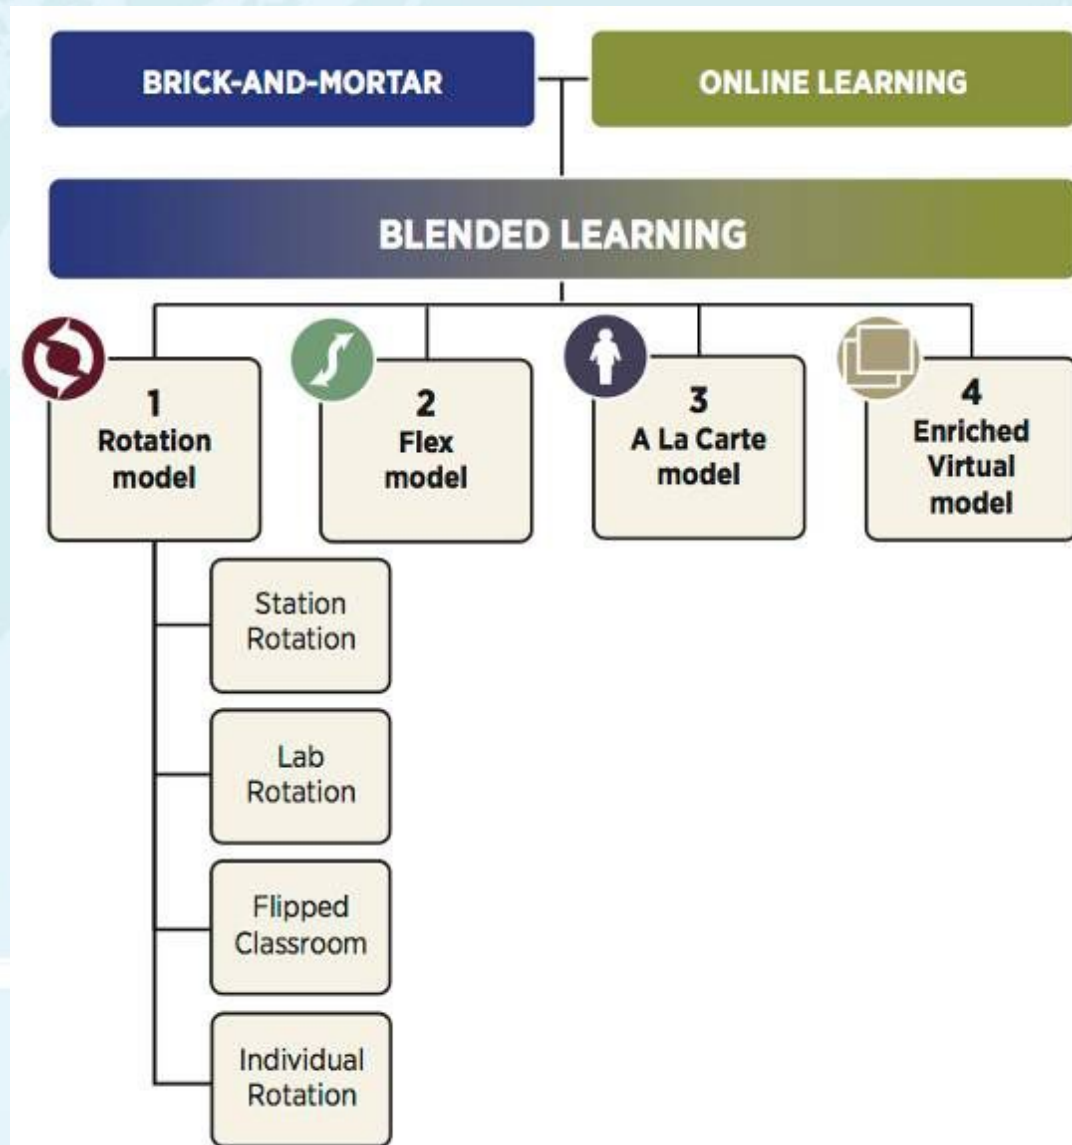 BRICK-AND-MORTAR
ONLINE LEARNING
BLENDED LEARNING
1
Rotation
model
2
Flex
model
3
A La Carte
model
4
Enriched
Virtual
model
Station
Rotation
Lab
Rotation
Flipped
Classroom
Individual
Rotation